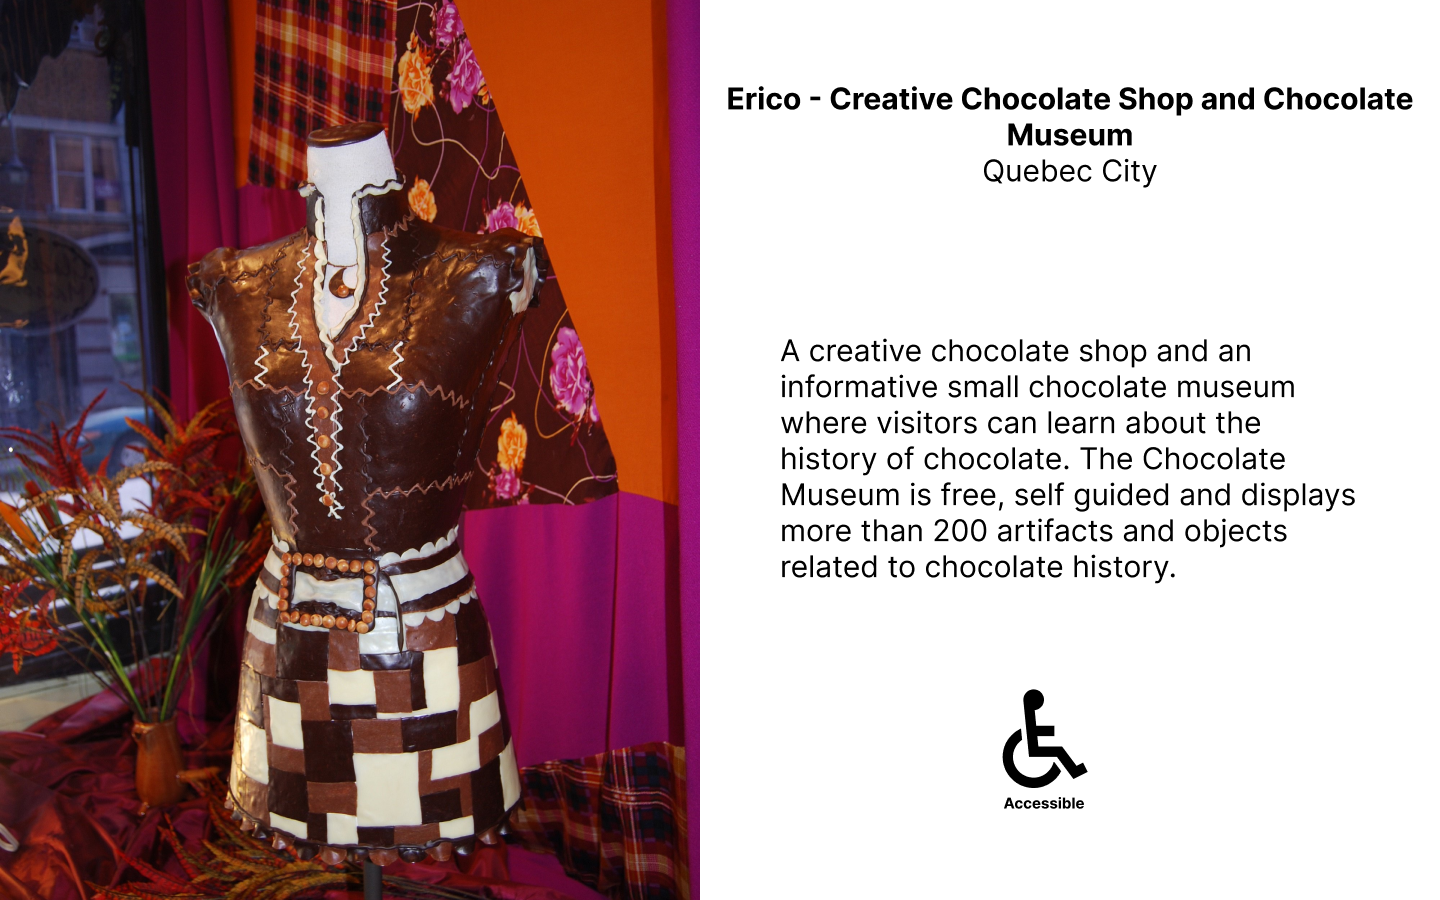 Erico - Creative Chocolate Shop and Chocolate
Museum
Quebec City
A creative chocolate shop and an
informative small chocolate museum
where visitors can learn about the
history of chocolate. The Chocolate
Museum is free, self guided and displays
more than 200 artifacts and objects
related to chocolate history.
Accessible